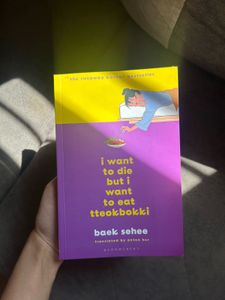 the runaway korean bestseller
i want
to die
but i
want to eat
tteokbokki
baek sehee
translated by anton hur
BLOOMSBURY